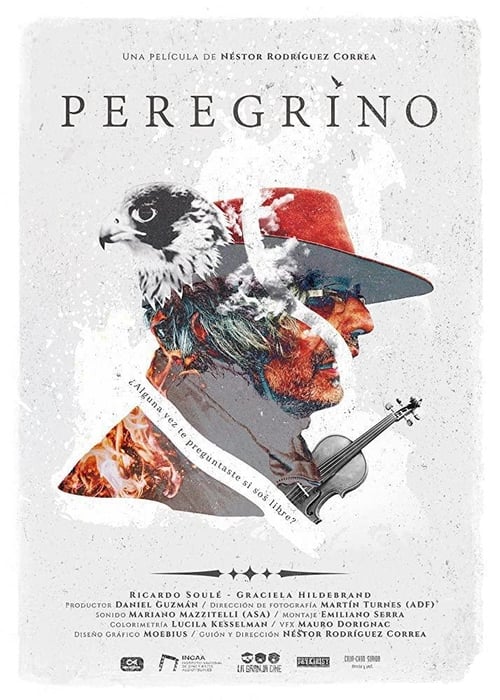 UNA PELÍCULA DE NÉSTOR RODRÍGUEZ CORREA
PEREGRINO
¿Alguna vez te preguntaste si sos libre?
RICARDO SOULÉ - GRACIELA HILDEBRAND
PRODUCTOR DANIEL GUZMÁN / DIRECCIÓN DE FOTOGRAFÍA MARTÍN TURNES (ADF)
SONIDO MARIANO MAZZITELLI (ASA) / MONTAJE EMILIANO SERRA
COLORIMETRÍA LUCILA KESSELMAN / VFX MAURO DORIGNAC
DISEÑO GRÁFICO MOEBIUS / GUIÓN Y DIRECCIÓN NÉSTOR RODRÍGUEZ CORREA
INCAA
LA GRANJA CINE